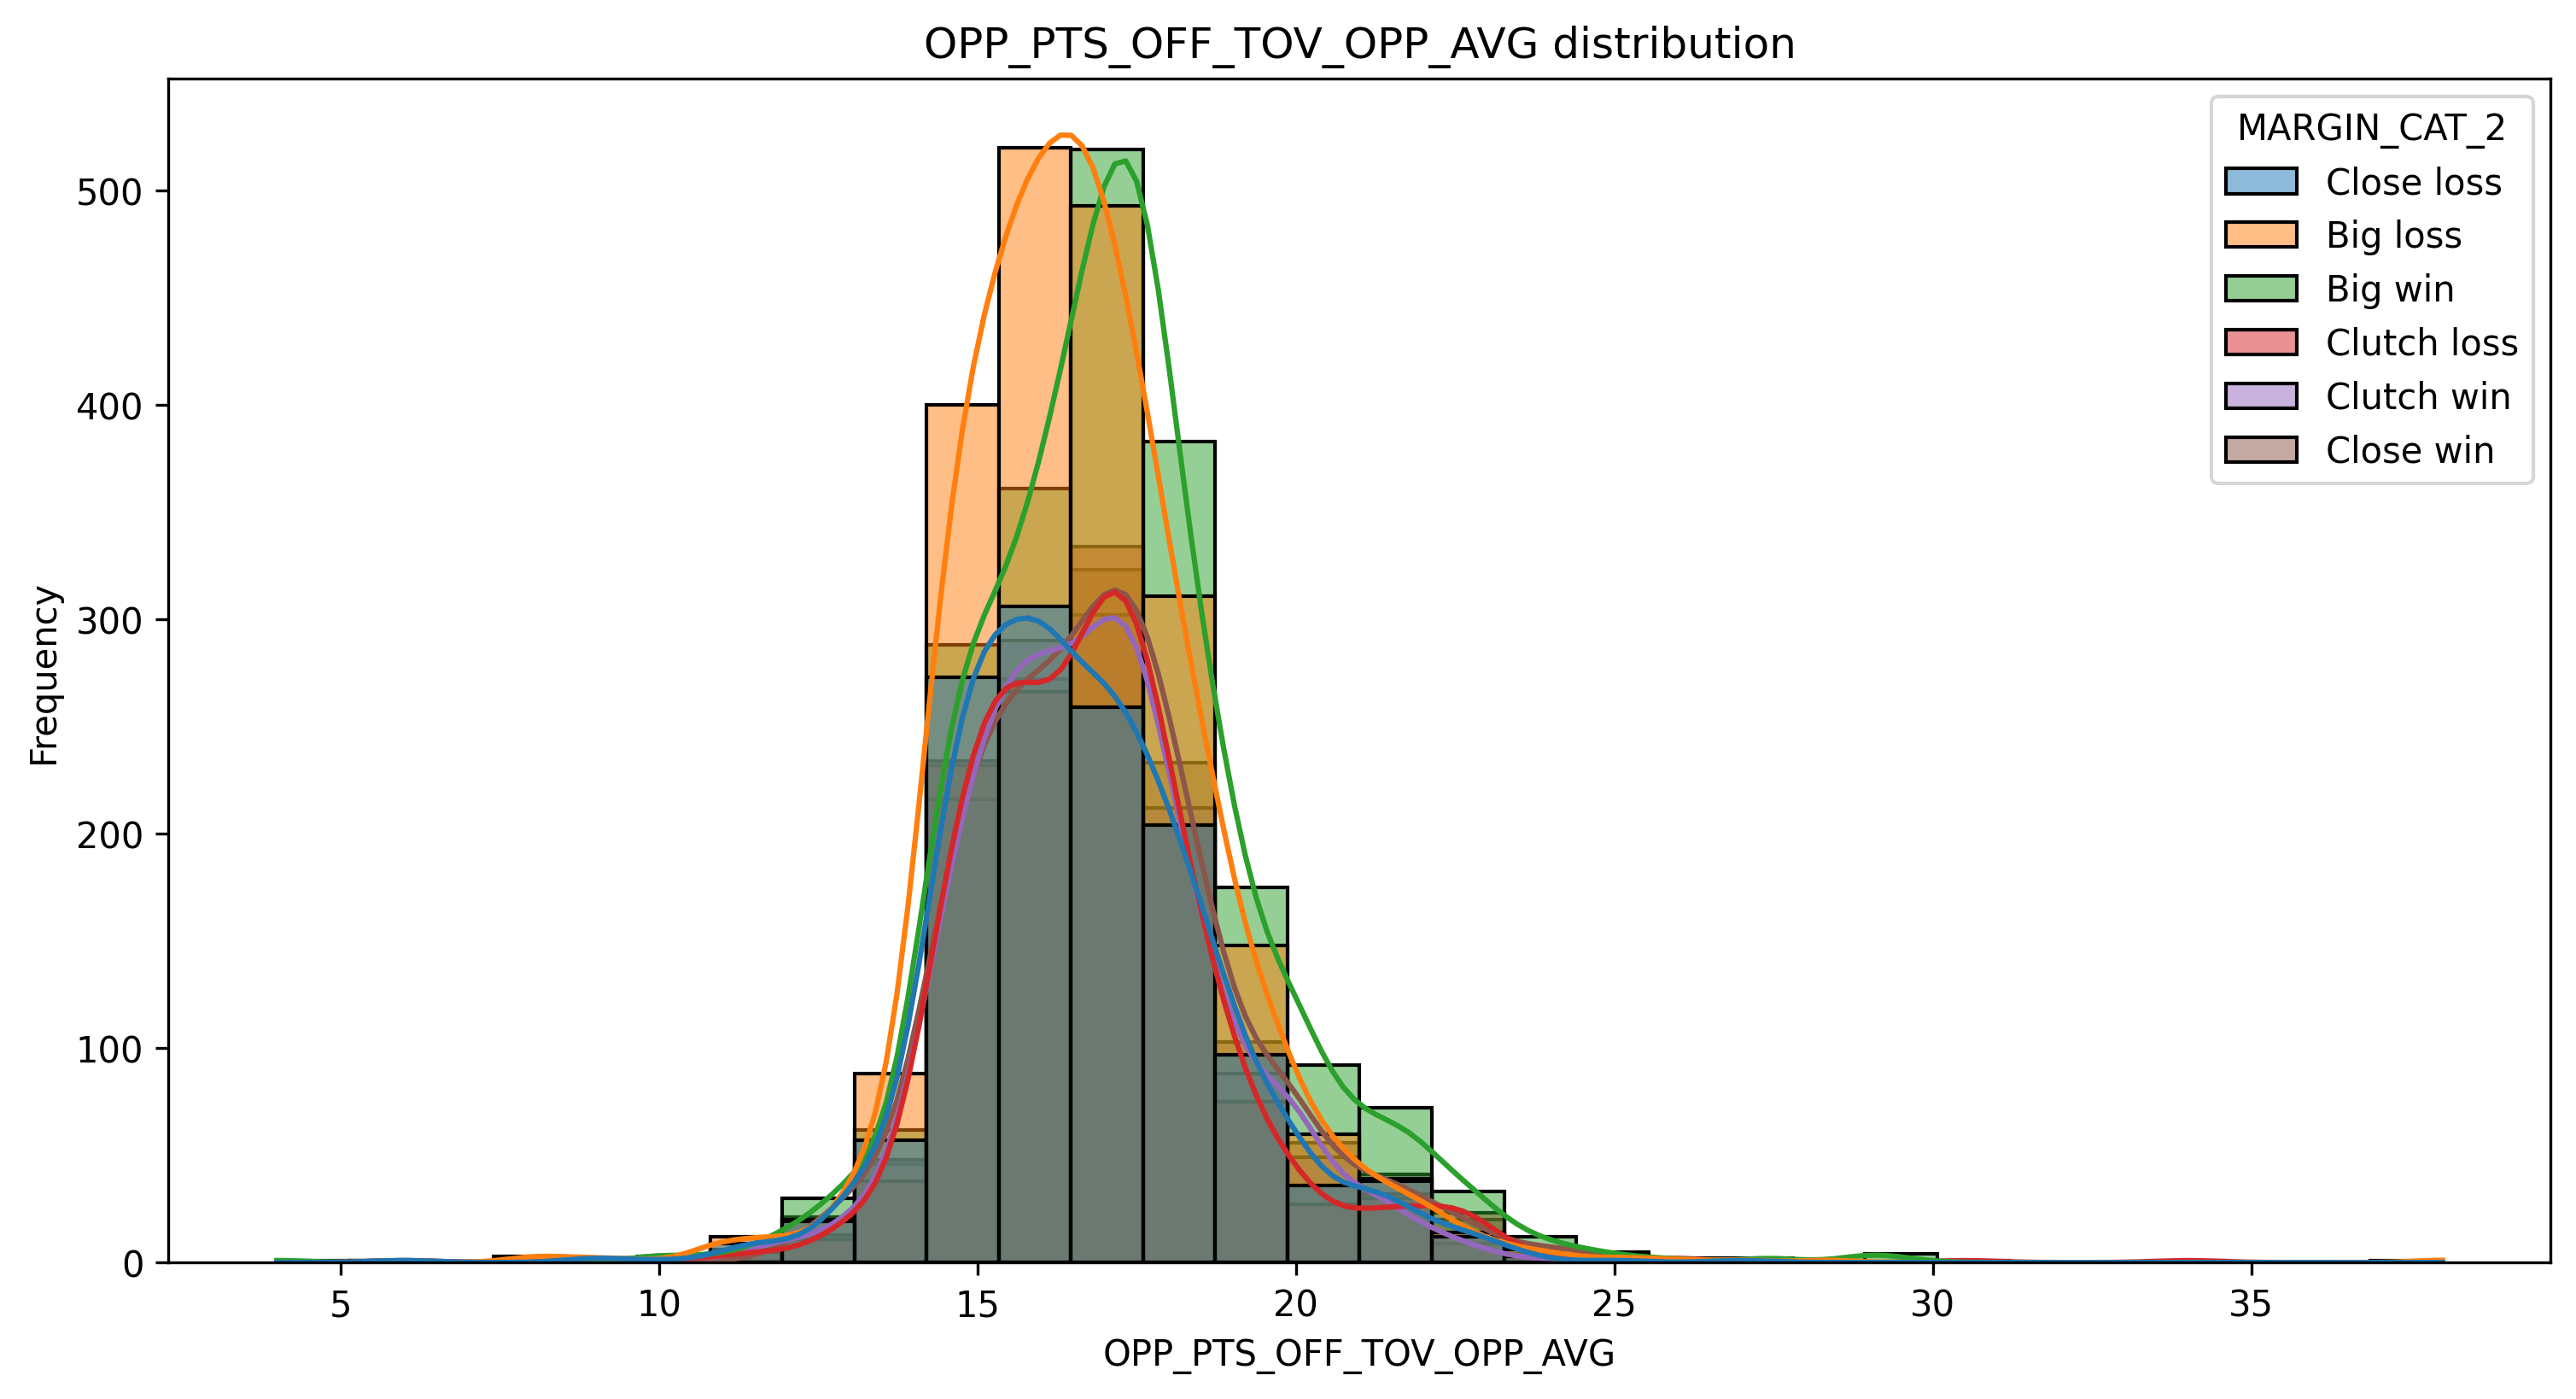 OPP_PTS_OFF_TOV_OPP_AVG distribution
MARGIN_CAT_2
Close loss
Big loss
Big win
Clutch loss
Clutch win
Close win
Frequency
500
400
300
200
100
0
5
10
15
20
25
30
35
OPP_PTS_OFF_TOV_OPP_AVG